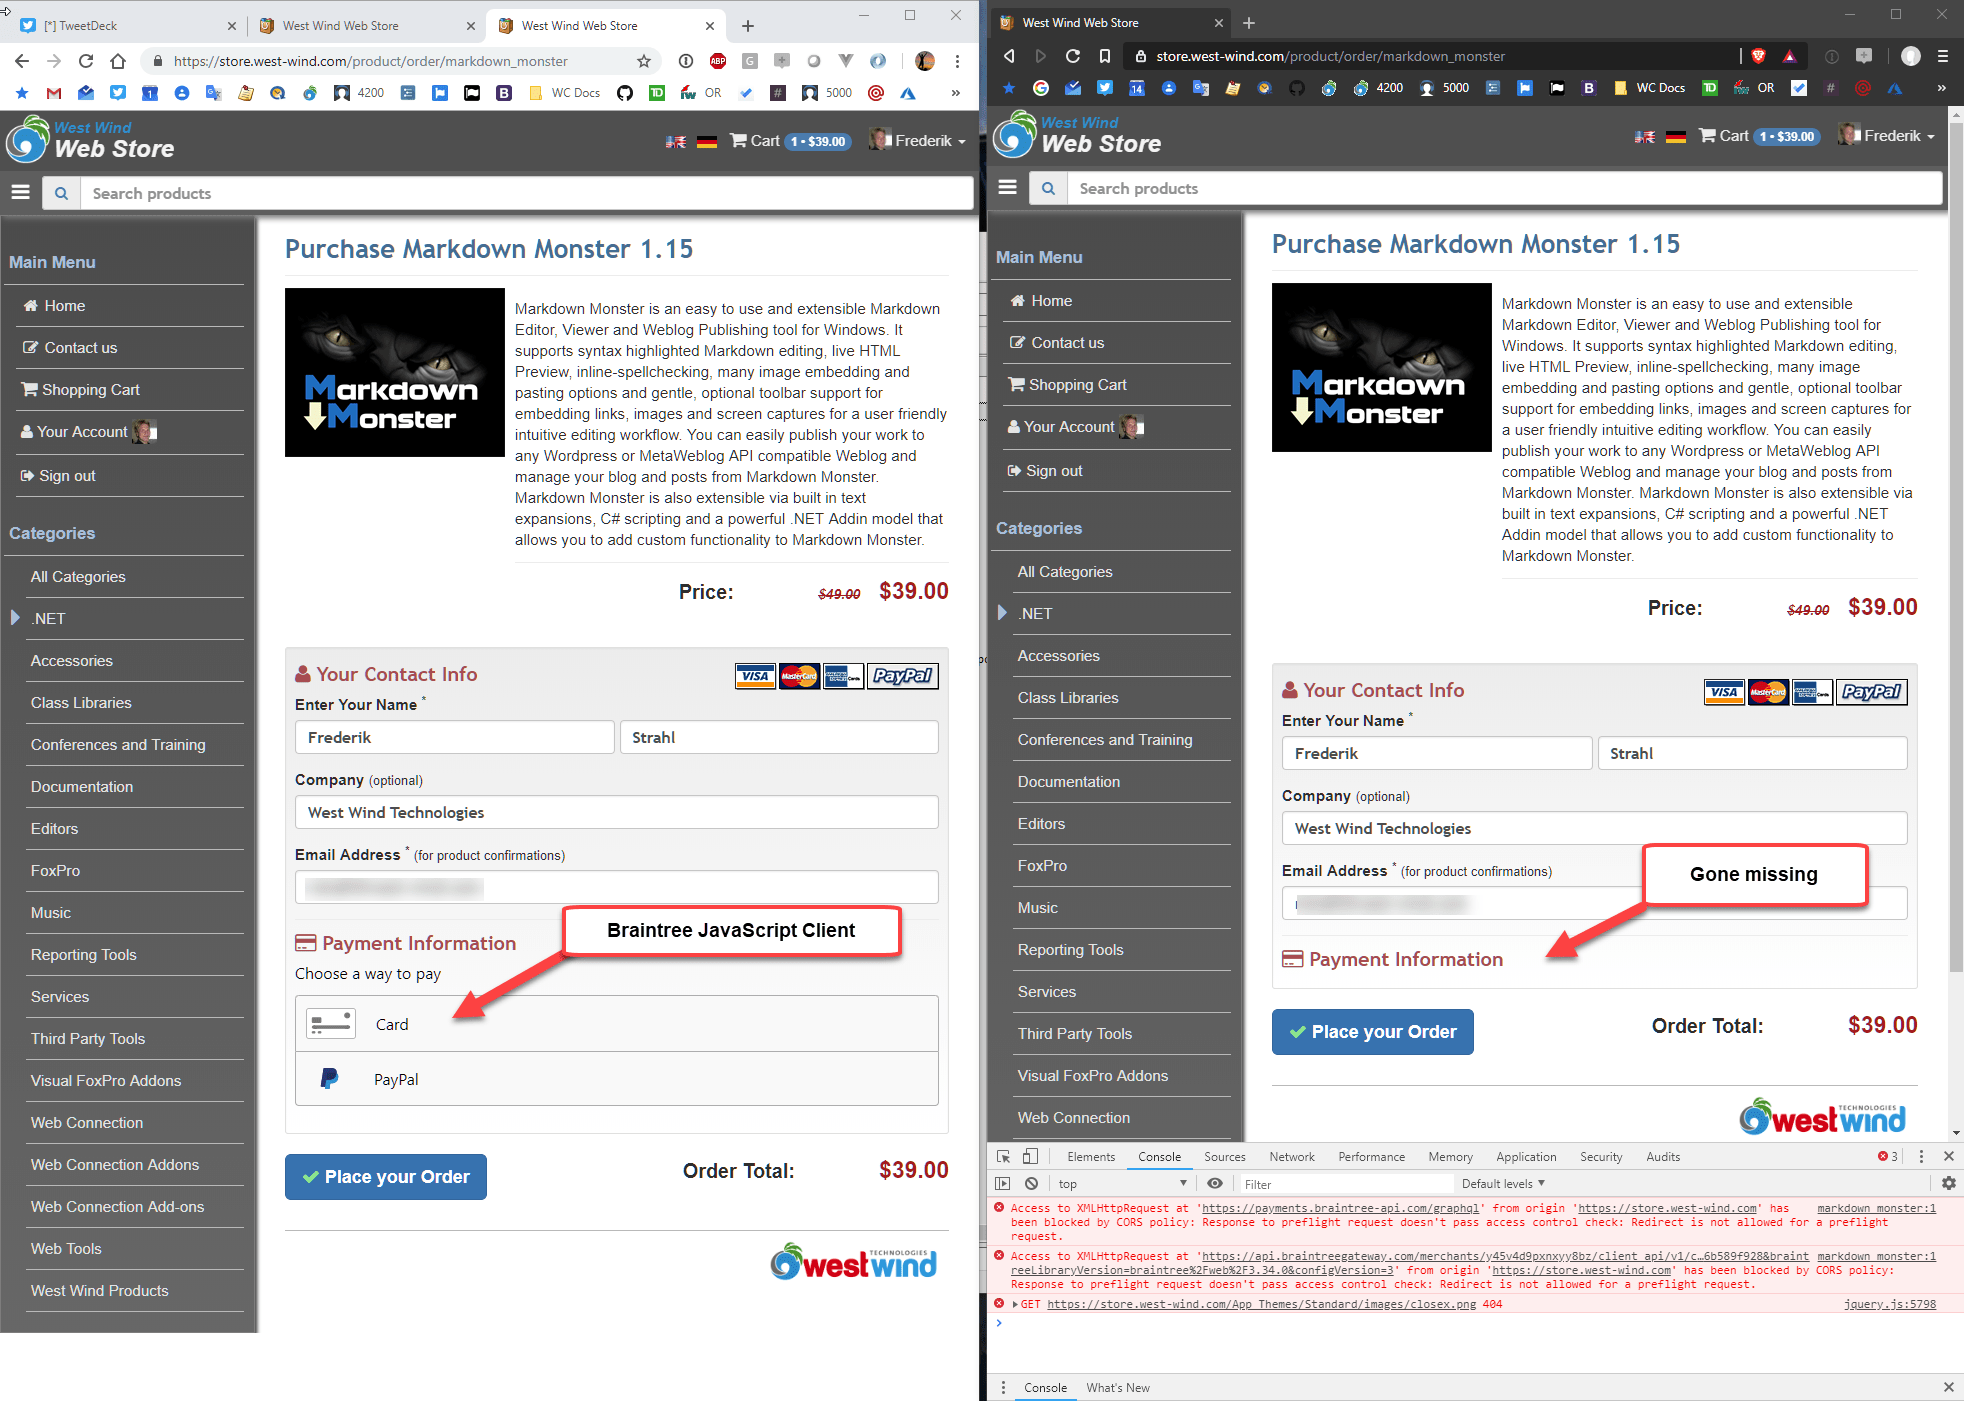 [*] TweetDeck
West Wind Web Store
West Wind Web Store
https://store.west-wind.com/product/order/markdown_monster
4200
WC Docs
OR
5000
West Wind
Web Store
Cart 1 - $39.00
Frederik
Search products
Main Menu
Home
Contact us
Shopping Cart
Your Account
Sign out
Categories
All Categories
.NET
Accessories
Class Libraries
Conferences and Training
Documentation
Editors
FoxPro
Music
Reporting Tools
Services
Third Party Tools
Visual FoxPro Addons
Web Connection
Web Connection Addons
Web Connection Add-ons
Web Tools
West Wind Products
Purchase Markdown Monster 1.15
Markdown
Monster
Markdown Monster is an easy to use and extensible Markdown
Editor, Viewer and Weblog Publishing tool for Windows. It
supports syntax highlighted Markdown editing, live HTML
Preview, inline-spellchecking, many image embedding and
pasting options and gentle, optional toolbar support for
embedding links, images and screen captures for a user friendly
intuitive editing workflow. You can easily publish your work to
any Wordpress or MetaWeblog API compatible Weblog and
manage your blog and posts from Markdown Monster.
Markdown Monster is also extensible via built in text
expansions, C# scripting and a powerful .NET Addin model that
allows you to add custom functionality to Markdown Monster.
Price: $49.00 $39.00
Your Contact Info
VISA MasterCard PayPal
Enter Your Name *
Frederik
Strahl
Company (optional)
West Wind Technologies
Email Address * (for product confirmations)
Braintree JavaScript Client
Payment Information
Choose a way to pay
Card
PayPal
Place your Order
Order Total: $39.00
TECHNOLOGIES
westwind
West Wind Web Store
store.west-wind.com/product/order/markdown_monster
4200
5000
WC Docs
OR
West Wind
Web Store
Cart 1 - $39.00
Frederik
Search products
Main Menu
Home
Contact us
Shopping Cart
Your Account
Sign out
Categories
All Categories
.NET
Accessories
Class Libraries
Conferences and Training
Documentation
Editors
FoxPro
Music
Reporting Tools
Services
Third Party Tools
Visual FoxPro Addons
Web Connection
Purchase Markdown Monster 1.15
Markdown
Monster
Markdown Monster is an easy to use and extensible
Markdown Editor, Viewer and Weblog Publishing tool for
Windows. It supports syntax highlighted Markdown editing,
live HTML Preview, inline-spellchecking, many image
embedding and pasting options and gentle, optional toolbar
support for embedding links, images and screen captures for
a user friendly intuitive editing workflow. You can easily
publish your work to any Wordpress or MetaWeblog API
compatible Weblog and manage your blog and posts from
Markdown Monster. Markdown Monster is also extensible via
built in text expansions, C# scripting and a powerful .NET
Addin model that allows you to add custom functionality to
Markdown Monster.
Price: $49.00 $39.00
Your Contact Info
VISA MasterCard PayPal
Enter Your Name *
Frederik
Strahl
Company (optional)
West Wind Technologies
Email Address * (for product confirmations)
Gone missing
Payment Information
Place your Order
Order Total: $39.00
TECHNOLOGIES
westwind
Elements Console Sources Network Performance Memory Application Security Audits 3
top Filter Default levels
Access to XMLHttpRequest at 'https://payments.braintree-api.com/graphql' from origin 'https://store.west-wind.com' has markdown_monster:1
been blocked by CORS policy: Response to preflight request doesn't pass access control check: Redirect is not allowed for a preflight
request.
Access to XMLHttpRequest at 'https://api.braintreegateway.com/merchants/y45v4d9pxnxyy8bz/client_api/v1/c…6b589f928&braint markdown_monster:1
reeLibraryVersion=braintree%2Fweb%2F3.34.0&configVersion=3' from origin 'https://store.west-wind.com' has been blocked by CORS policy:
Response to preflight request doesn't pass access control check: Redirect is not allowed for a preflight request.
GET https://store.west-wind.com/App_Themes/Standard/images/closex.png 404 jquery.js:5798
Console What's New